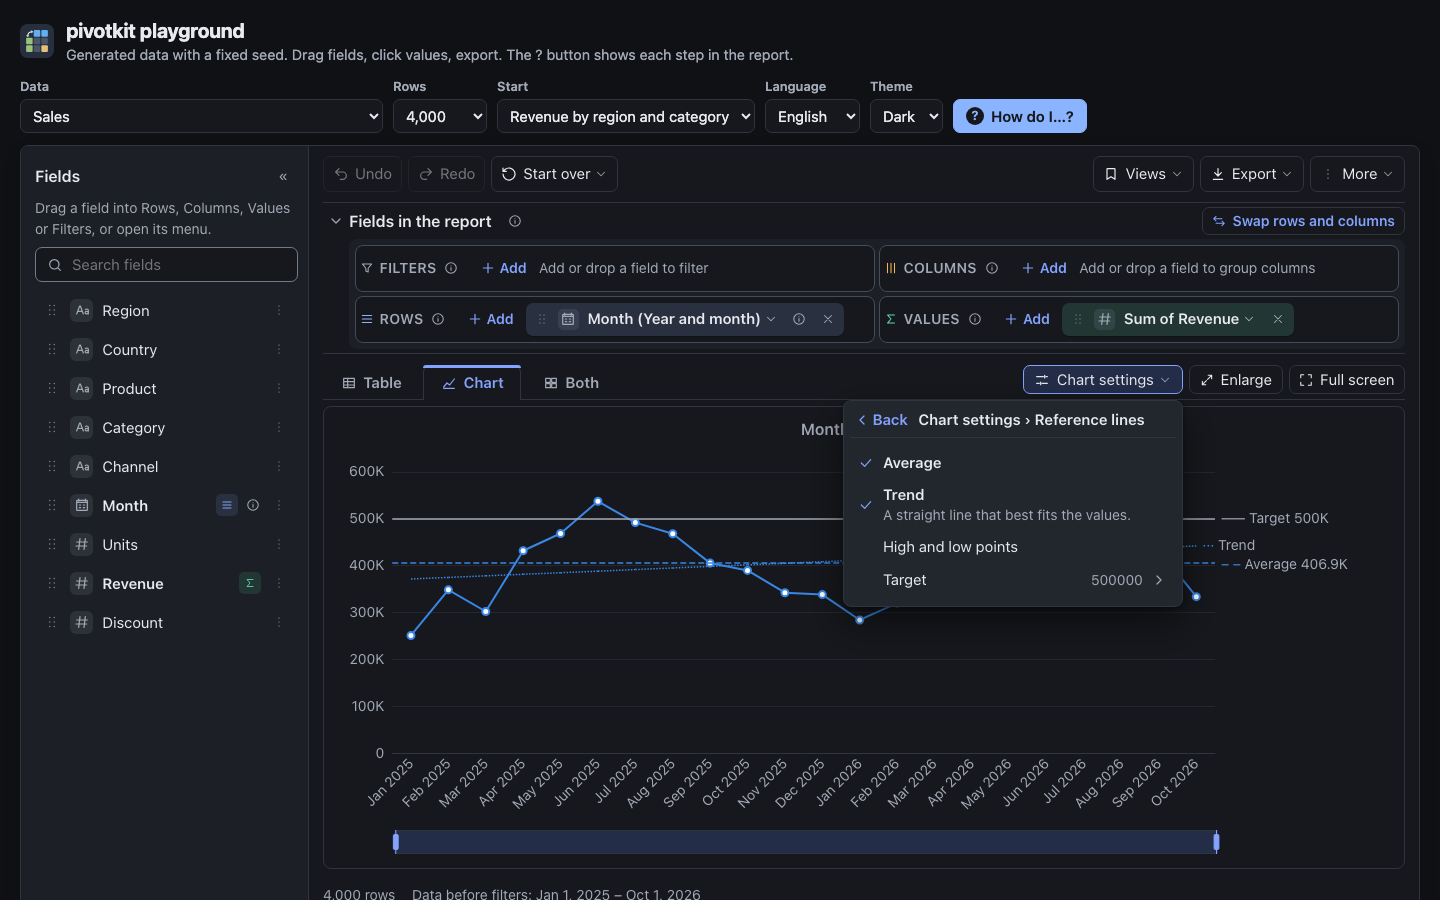 pivotkit playground
Generated data with a fixed seed. Drag fields, click values, export. The ? button shows each step in the report.
Data
Rows
Start
Language
Theme
Sales
4,000
Revenue by region and category
English
Dark
? How do I...?
Fields
«
Drag a field into Rows, Columns, Values
or Filters, or open its menu.
Search fields
Aa Region
Aa Country
Aa Product
Aa Category
Aa Channel
Month
# Units
# Revenue Σ
# Discount
Undo
Redo
Start over
Views
Export
More
Fields in the report
Swap rows and columns
FILTERS + Add Add or drop a field to filter
COLUMNS + Add Add or drop a field to group columns
ROWS + Add Month (Year and month)
Σ VALUES + Add # Sum of Revenue
Table
Chart
Both
Chart settings
Enlarge
Full screen
Back Chart settings › Reference lines
Average
Trend
A straight line that best fits the values.
High and low points
Target 500000
Month
600K
500K
400K
300K
200K
100K
0
Target 500K
Trend
Average 406.9K
Jan 2025
Feb 2025
Mar 2025
Apr 2025
May 2025
Jun 2025
Jul 2025
Aug 2025
Sep 2025
Oct 2025
Nov 2025
Dec 2025
Jan 2026
Feb 2026
Mar 2026
Apr 2026
May 2026
Jun 2026
Jul 2026
Aug 2026
Sep 2026
Oct 2026
4,000 rows Data before filters: Jan 1, 2025 – Oct 1, 2026